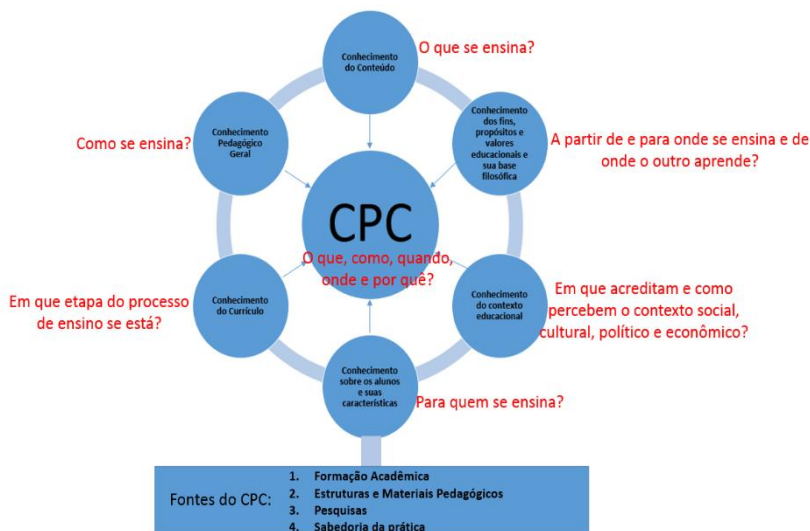 O que se ensina?
Conhecimento
do Conteúdo
Conhecimento
dos fins,
propósitos e
valores
educacionais e
sua base
filosófica
A partir de e para onde se ensina e de
onde o outro aprende?
Como se ensina?
Conhecimento
Pedagógico
Geral
CPC
O que, como, quando,
onde e por quê?
Em que etapa do processo
de ensino se está?
Conhecimento
do Currículo
Conhecimento
do contexto
educacional
Em que acreditam e como
percebem o contexto social,
cultural, político e econômico?
Conhecimento
sobre os alunos
e suas
características
Para quem se ensina?
Fontes do CPC:
1. Formação Acadêmica
2. Estruturas e Materiais Pedagógicos
3. Pesquisas
4. Sabedoria da prática